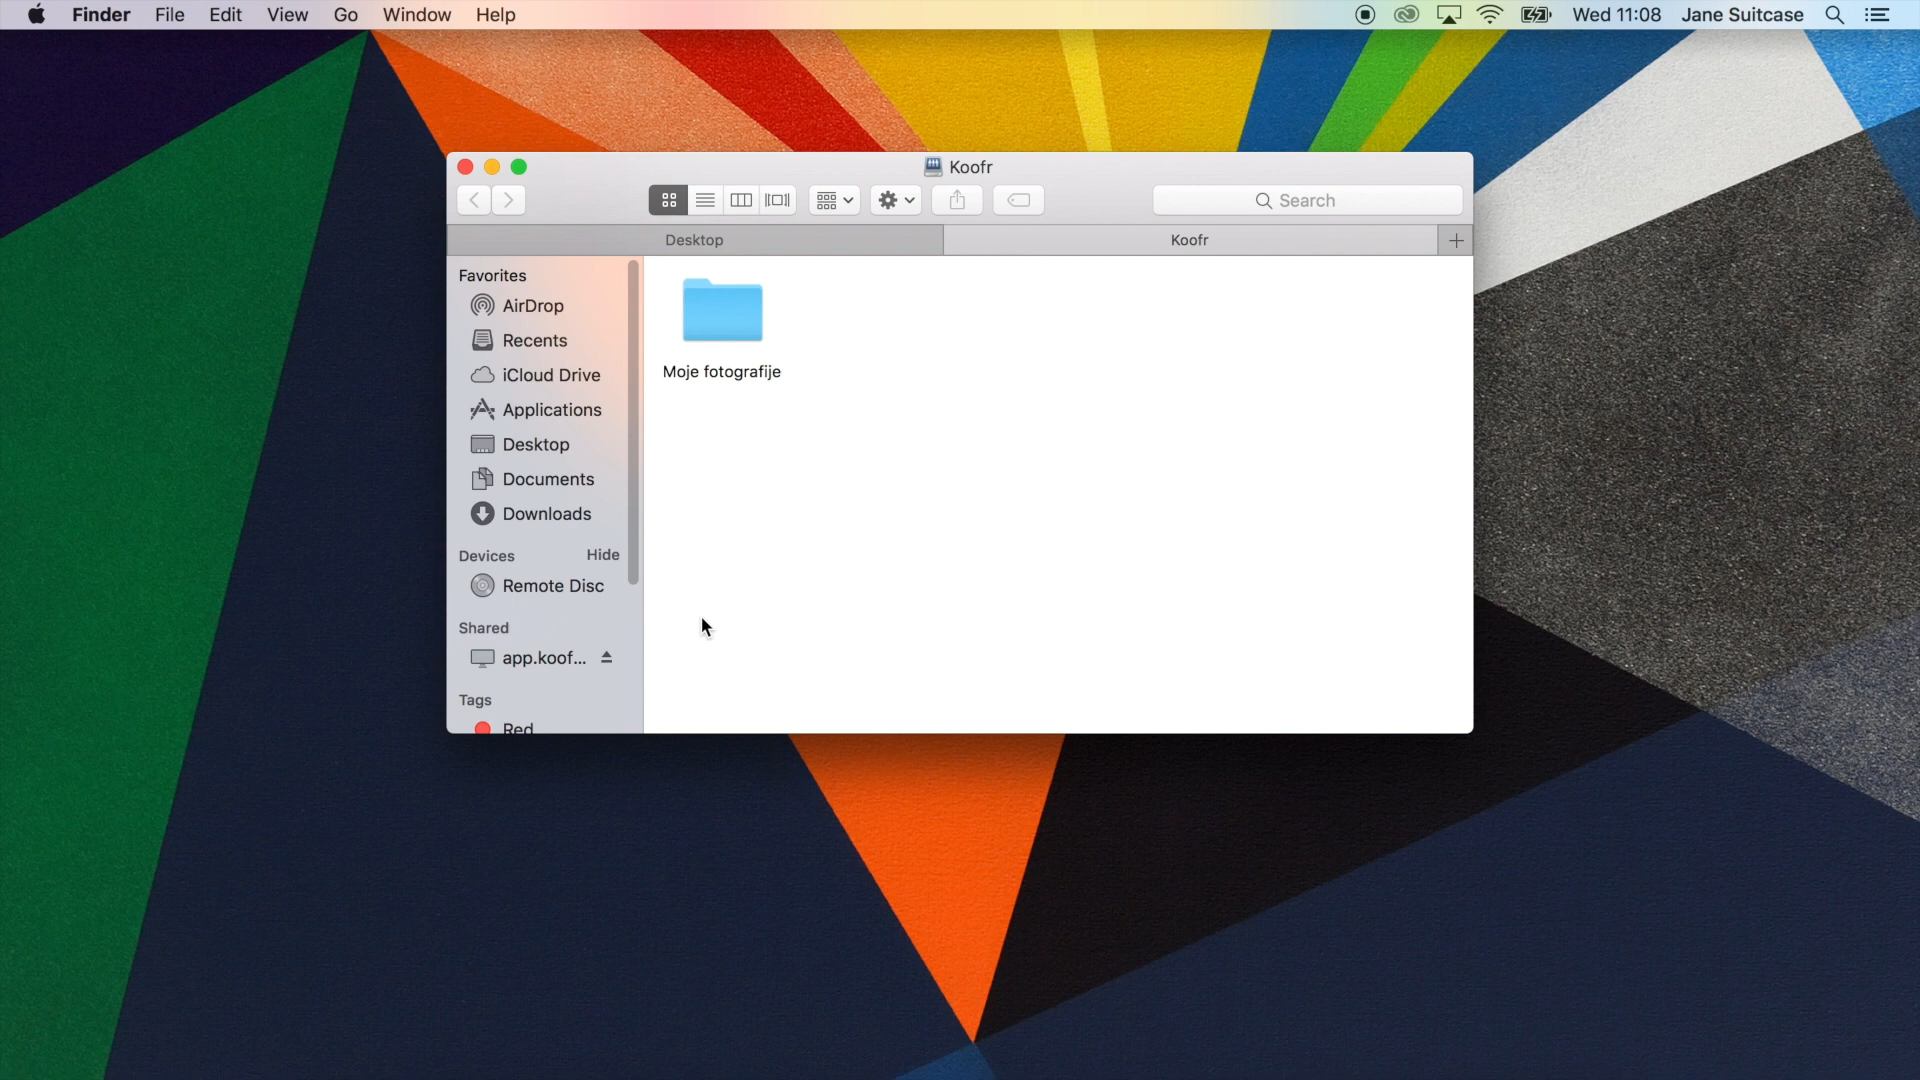 Finder File Edit View Go Window Help Wed 11:08 Jane Suitcase
Koofr
Search
Desktop Koofr
Favorites
AirDrop
Recents
iCloud Drive
Applications
Desktop
Documents
Downloads
Devices Hide
Remote Disc
Shared
app.koof...
Tags
Red
Moje fotografije